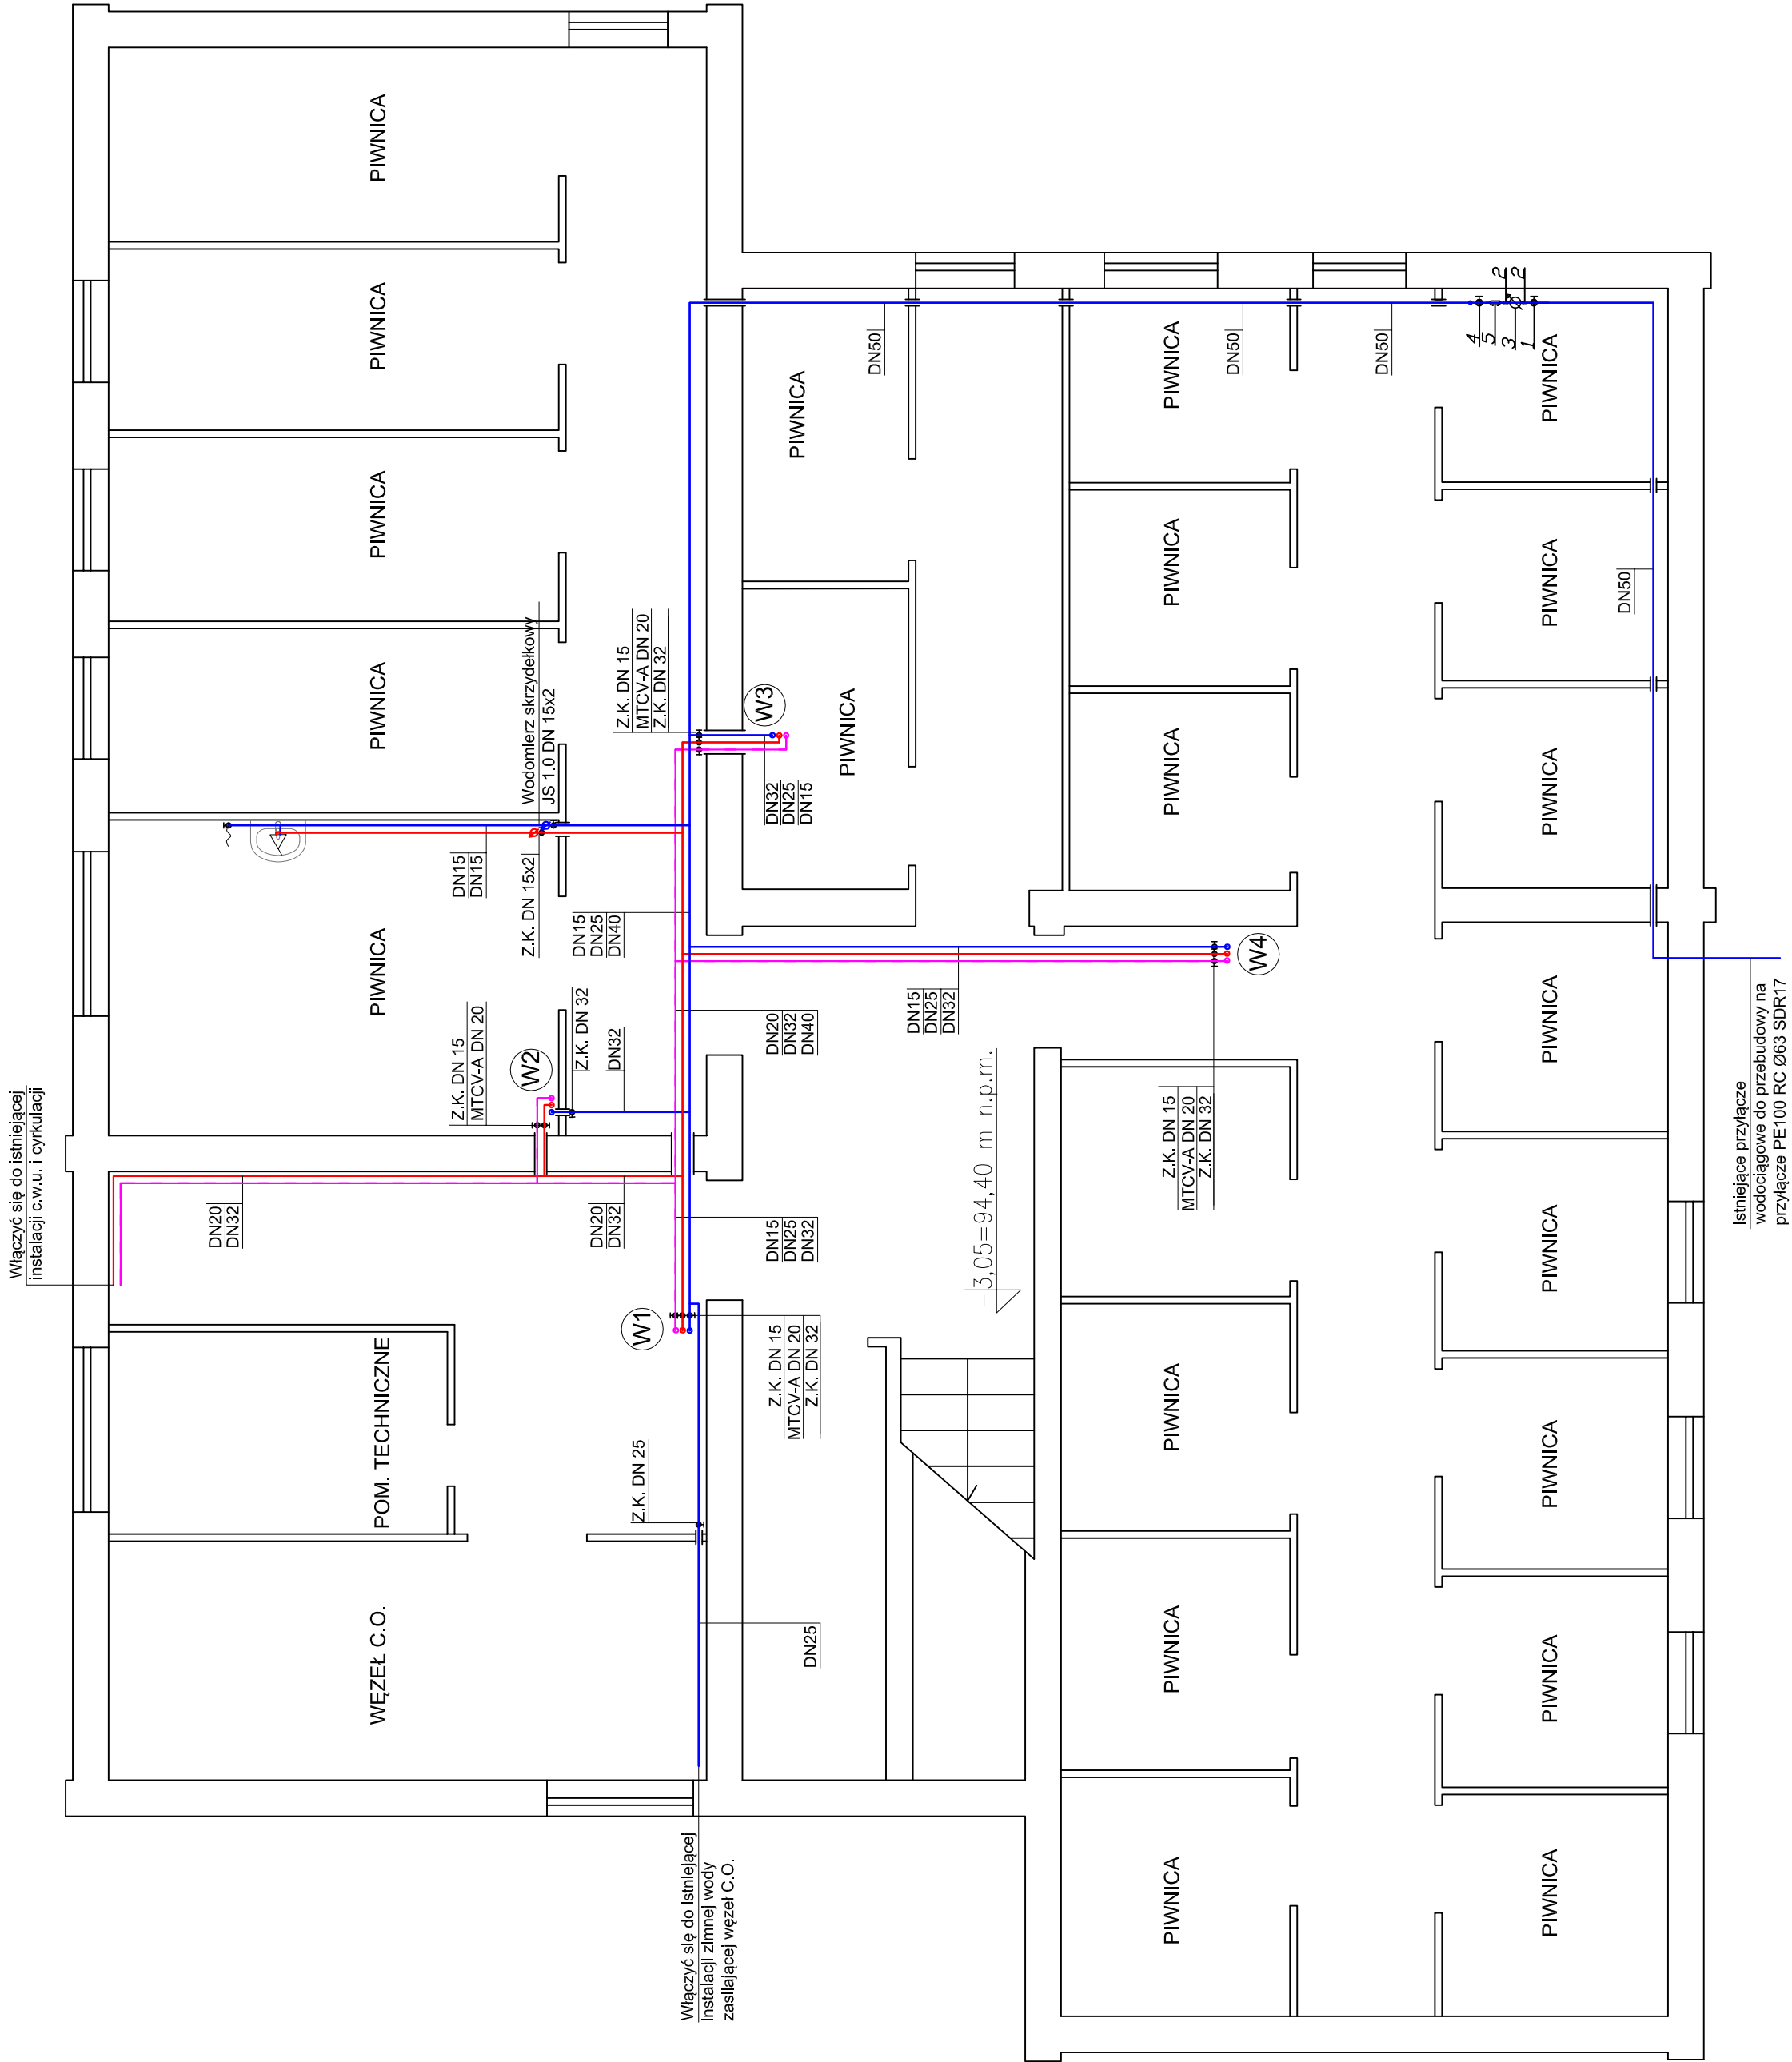 Włączyć się do istniejącej
instalacji c.w.u. i cyrkulacji
DN20
DN32
WĘZEŁ C.O.
POM. TECHNICZNE
PIWNICA
PIWNICA
PIWNICA
PIWNICA
PIWNICA
DN15
DN15
Z.K. DN 15
MTCV-A DN 20
W2
Z.K. DN 15x2
Wodomierz skrzydełkowy
JS 1.0 DN 15x2
Z.K. DN 32
DN32
DN20
DN32
DN15
DN25
DN40
Z.K. DN 15
MTCV-A DN 20
Z.K. DN 32
W1
Z.K. DN 25
Włączyć się do istniejącej
instalacji zimnej wody
zasilającej węzeł C.O.
DN25
Z.K. DN 15
MTCV-A DN 20
Z.K. DN 32
DN15
DN25
DN32
DN20
DN32
DN40
W3
DN32
DN25
DN15
PIWNICA
PIWNICA
DN50
DN15
DN25
DN32
-3,05=94,40 m n.p.m.
PIWNICA
PIWNICA
PIWNICA
PIWNICA
PIWNICA
PIWNICA
Z.K. DN 15
MTCV-A DN 20
Z.K. DN 32
W4
DN50
DN50
4
5
3
1
2
2
PIWNICA
PIWNICA
PIWNICA
PIWNICA
PIWNICA
PIWNICA
PIWNICA
PIWNICA
DN50
Istniejące przyłącze
wodociągowe do przebudowy na
przyłącze PE100 RC Ø63 SDR17